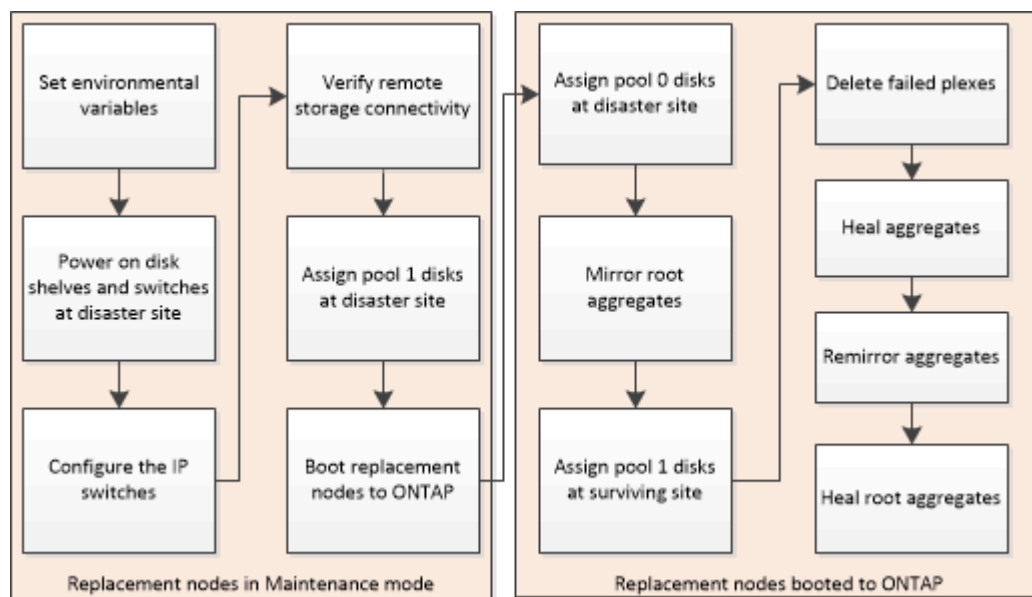 Set environmental
variables
Power on disk
shelves and switches
at disaster site
Configure the IP
switches
Verify remote
storage connectivity
Assign pool 1 disks
at disaster site
Boot replacement
nodes to ONTAP
Replacement nodes in Maintenance mode
Assign pool 0 disks
at disaster site
Mirror root
aggregates
Assign pool 1 disks
at surviving site
Delete failed plexes
Heal aggregates
Remirror aggregates
Heal root aggregates
Replacement nodes booted to ONTAP